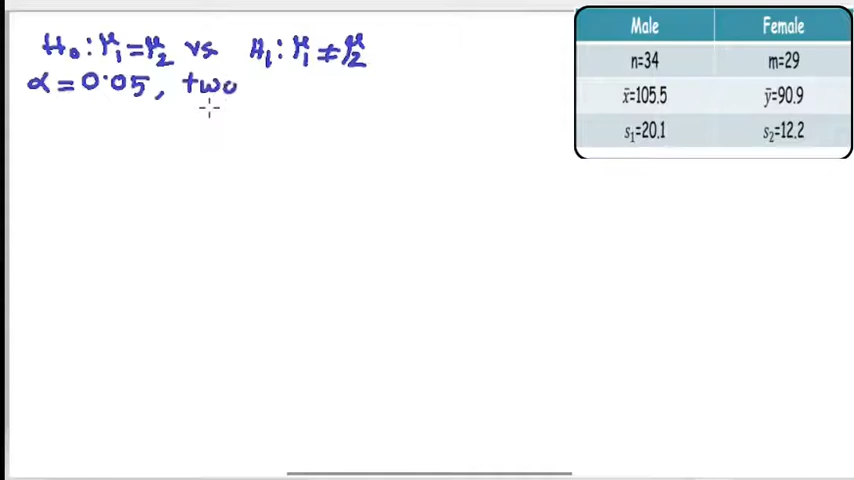 H₀ : μ₁ = μ₂ vs H₁ : μ₁ ≠ μ₂
α = 0.05, two
Male Female
n=34 m=29
x̄=105.5 ȳ=90.9
s₁=20.1 s₂=12.2